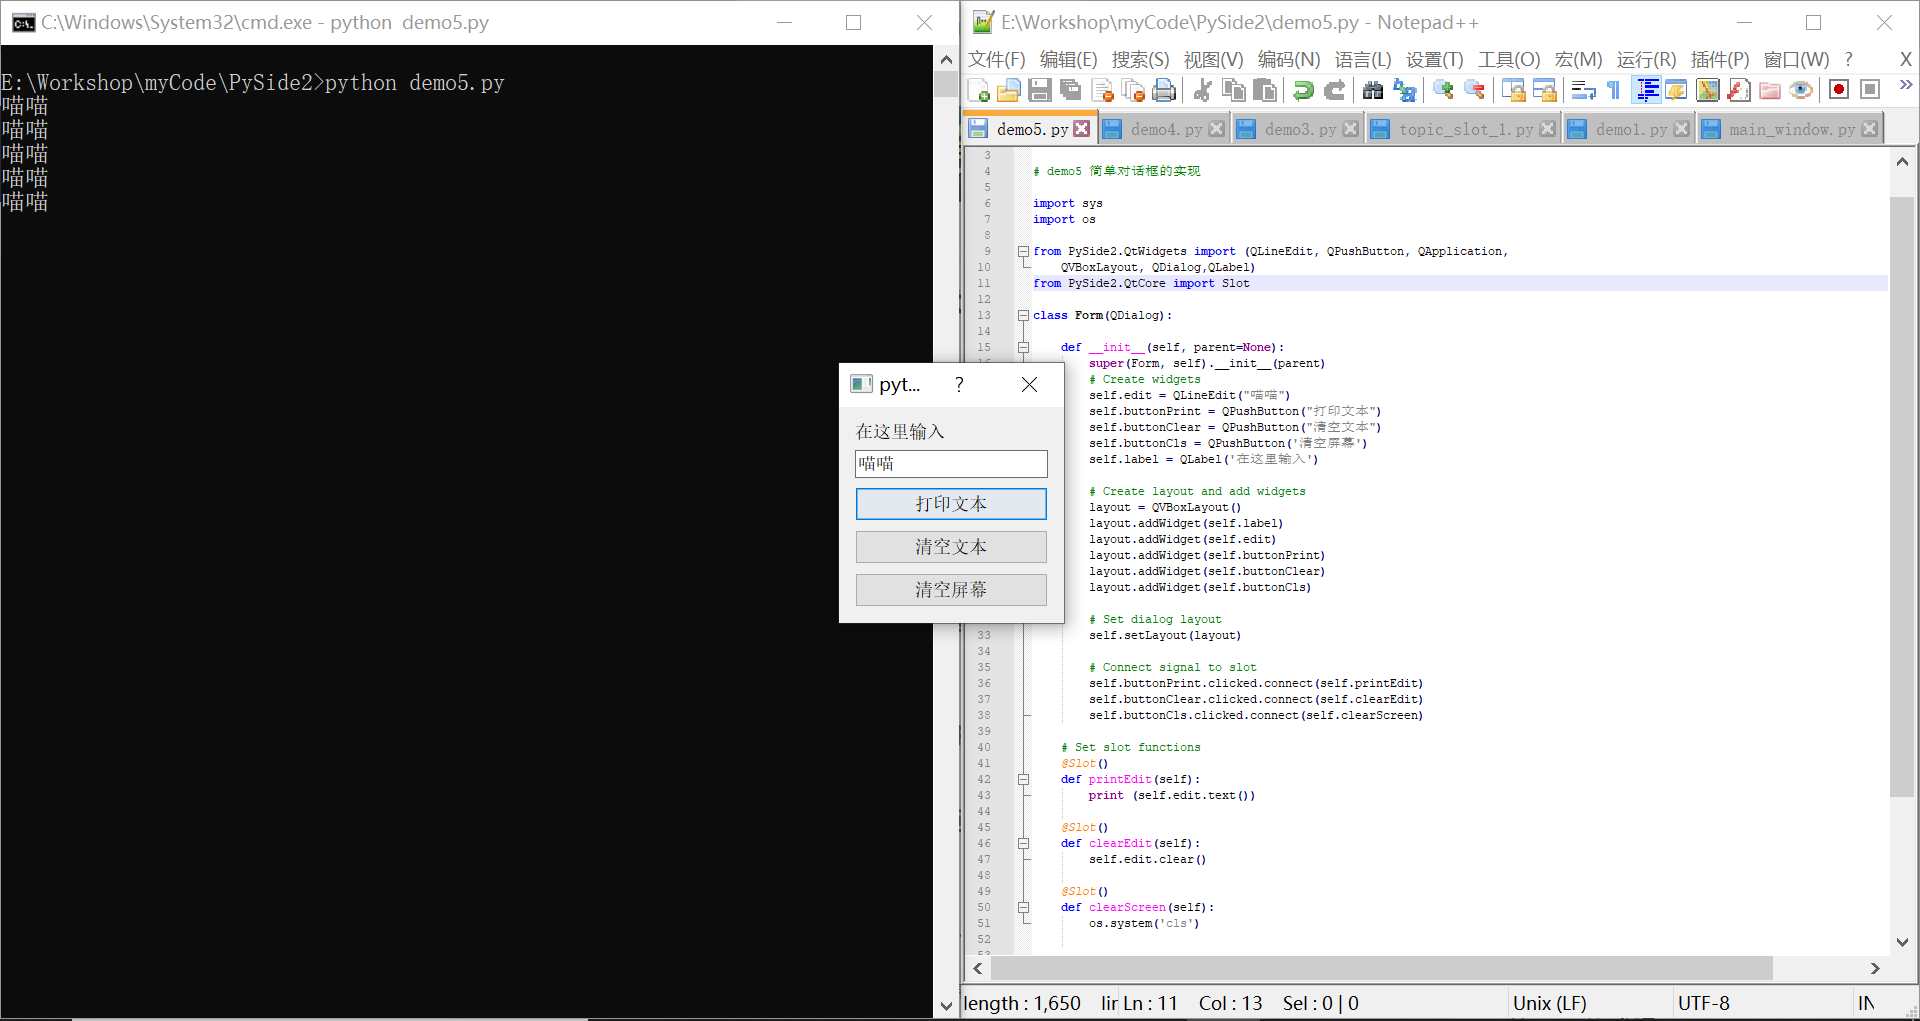 C:\Windows\System32\cmd.exe - python  demo5.py
E:\Workshop\myCode\PySide2>python demo5.py
喵喵
喵喵
喵喵
喵喵
喵喵
pyt... ?
在这里输入
喵喵
打印文本
清空文本
清空屏幕
E:\Workshop\myCode\PySide2\demo5.py - Notepad++
文件(F) 编辑(E) 搜索(S) 视图(V) 编码(N) 语言(L) 设置(T) 工具(O) 宏(M) 运行(R) 插件(P) 窗口(W) ? X
demo5.py demo4.py demo3.py topic_slot_1.py demo1.py main_window.py
3
4 # demo5 简单对话框的实现
5
6 import sys
7 import os
8
9 from PySide2.QtWidgets import (QLineEdit, QPushButton, QApplication,
10 QVBoxLayout, QDialog,QLabel)
11 from PySide2.QtCore import Slot
12
13 class Form(QDialog):
14
15 def __init__(self, parent=None):
super(Form, self).__init__(parent)
# Create widgets
self.edit = QLineEdit("喵喵")
self.buttonPrint = QPushButton("打印文本")
self.buttonClear = QPushButton("清空文本")
self.buttonCls = QPushButton('清空屏幕')
self.label = QLabel('在这里输入')
# Create layout and add widgets
layout = QVBoxLayout()
layout.addWidget(self.label)
layout.addWidget(self.edit)
layout.addWidget(self.buttonPrint)
layout.addWidget(self.buttonClear)
layout.addWidget(self.buttonCls)
# Set dialog layout
33 self.setLayout(layout)
34
35 # Connect signal to slot
36 self.buttonPrint.clicked.connect(self.printEdit)
37 self.buttonClear.clicked.connect(self.clearEdit)
38 self.buttonCls.clicked.connect(self.clearScreen)
39
40 # Set slot functions
41 @Slot()
42 def printEdit(self):
43 print (self.edit.text())
44
45 @Slot()
46 def clearEdit(self):
47 self.edit.clear()
48
49 @Slot()
50 def clearScreen(self):
51 os.system('cls')
52
length : 1,650 lir Ln : 11 Col : 13 Sel : 0 | 0 Unix (LF) UTF-8 IN